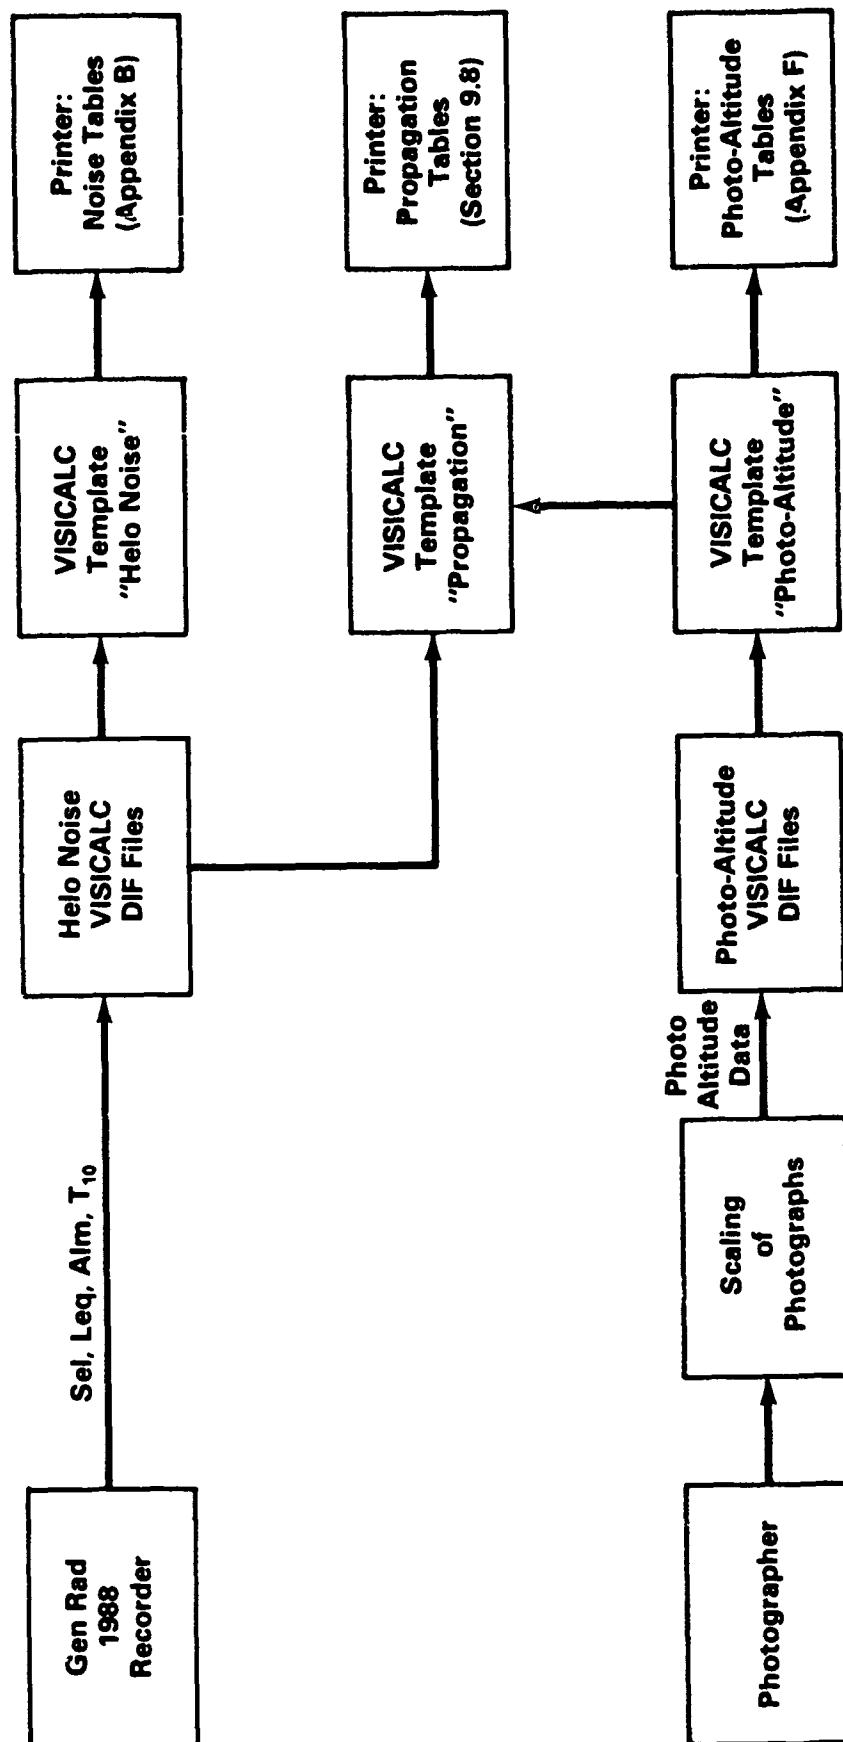 Gen Rad
1988
Recorder
Sel, Leq, Alm, T₁₀
Helo Noise
VISICALC
DIF Files
VISICALC
Template
"Helo Noise"
Printer:
Noise Tables
(Appendix B)
VISICALC
Template
"Propagation"
Printer:
Propagation
Tables
(Section 9.8)
Photographer
Scaling
of
Photographs
Photo
Altitude
Data
Photo-Altitude
VISICALC
DIF Files
VISICALC
Template
"Photo-Altitude"
Printer:
Photo-Altitude
Tables
(Appendix F)